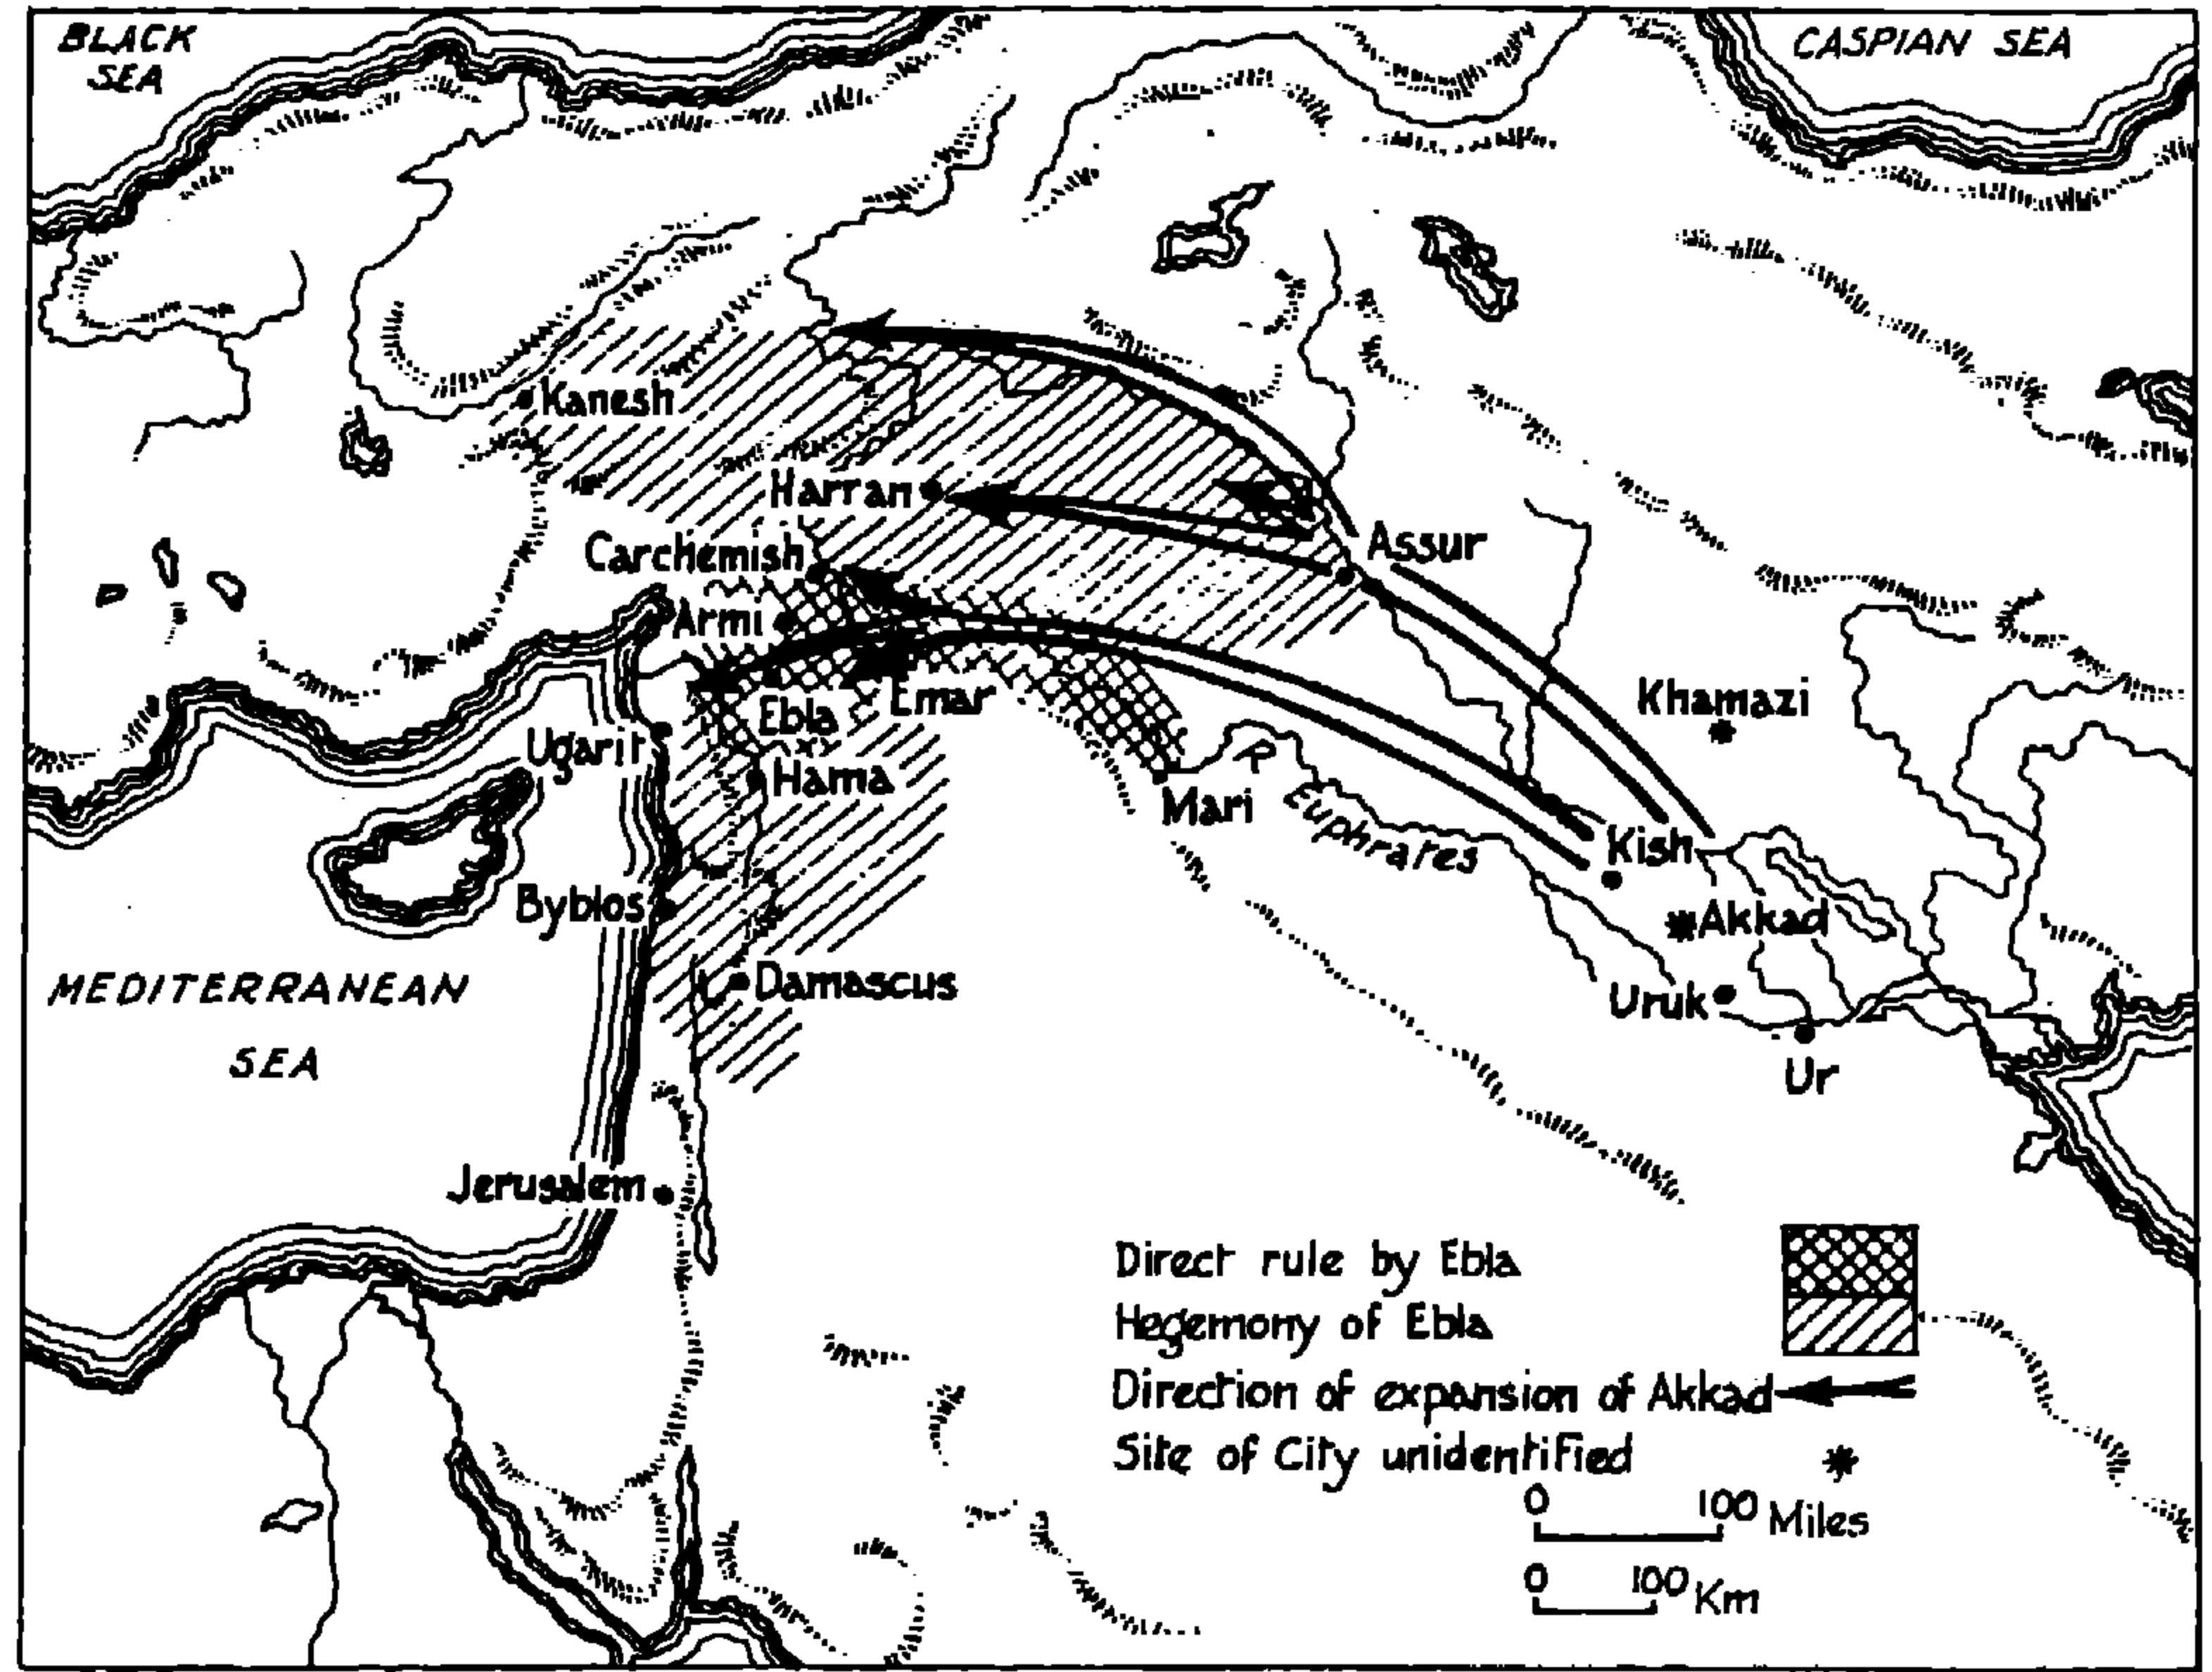 BLACK
SEA
CASPIAN SEA
Kanesh
Harran
Carchemish
Assur
Armi
Khamazi
Ebla
Emar
Ugarit
Hama
Mari
R
Euphrates
Kish
Byblos
Akkad
MEDITERRANEAN
SEA
Damascus
Uruk
Ur
Jerusalem
Direct rule by Ebla
Hegemony of Ebla
Direction of expansion of Akkad
Site of City unidentified
0 100 Miles
0 100 Km